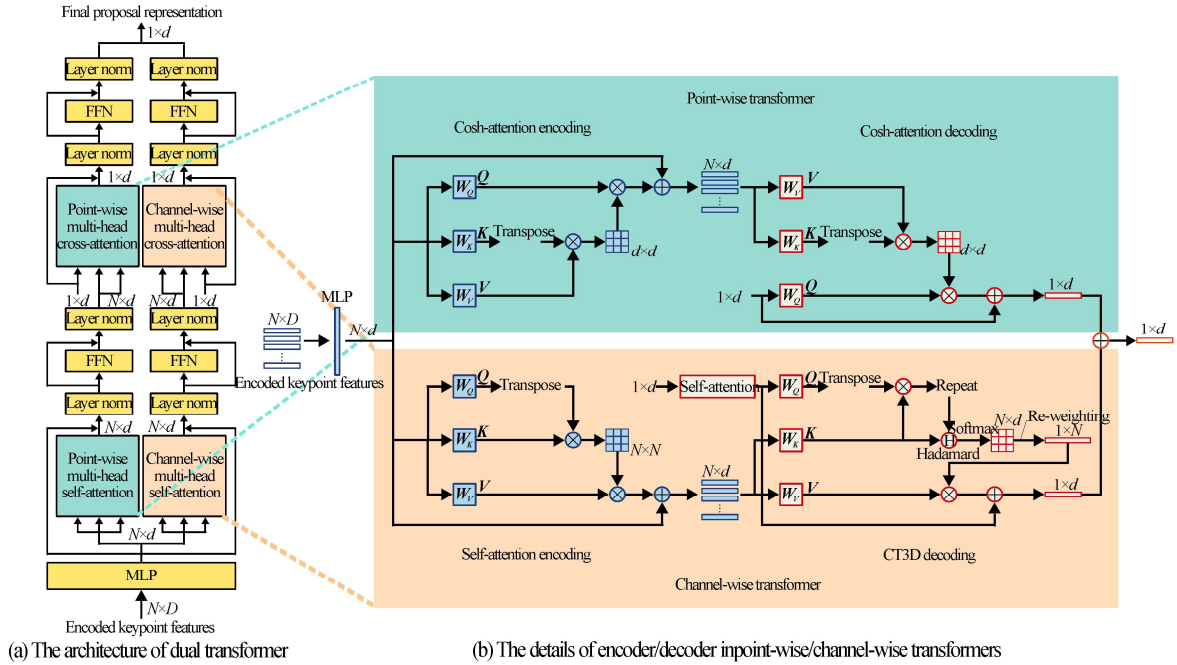 Final proposal representation
1×d
Layer norm
Layer norm
FFN
FFN
Layer norm
Layer norm
1×d
1×d
Point-wise
multi-head
cross-attention
Channel-wise
multi-head
cross-attention
1×d
N×d
N×d
1×d
Layer norm
Layer norm
FFN
FFN
Layer norm
Layer norm
N×d
N×d
Point-wise
multi-head
self-attention
Channel-wise
multi-head
self-attention
N×d
MLP
N×D
Encoded keypoint features
(a) The architecture of dual transformer
N×D
⋮
Encoded keypoint features
MLP
N×d
Point-wise transformer
Cosh-attention encoding
Cosh-attention decoding
W_Q Q
W_K K Transpose
W_V V
d×d
N×d
⋮
W_V V
W_K K Transpose
d×d
1×d
W_Q Q
1×d
1×d
W_Q Q Transpose
W_K K
N×N
W_V V
N×d
⋮
Self-attention encoding
1×d
Self-attention
W_Q Q Transpose
Repeat
W_K K
H
Softmax
Hadamard
N×d
Re-weighting
1×N
W_V V
1×d
CT3D decoding
Channel-wise transformer
(b) The details of encoder/decoder inpoint-wise/channel-wise transformers